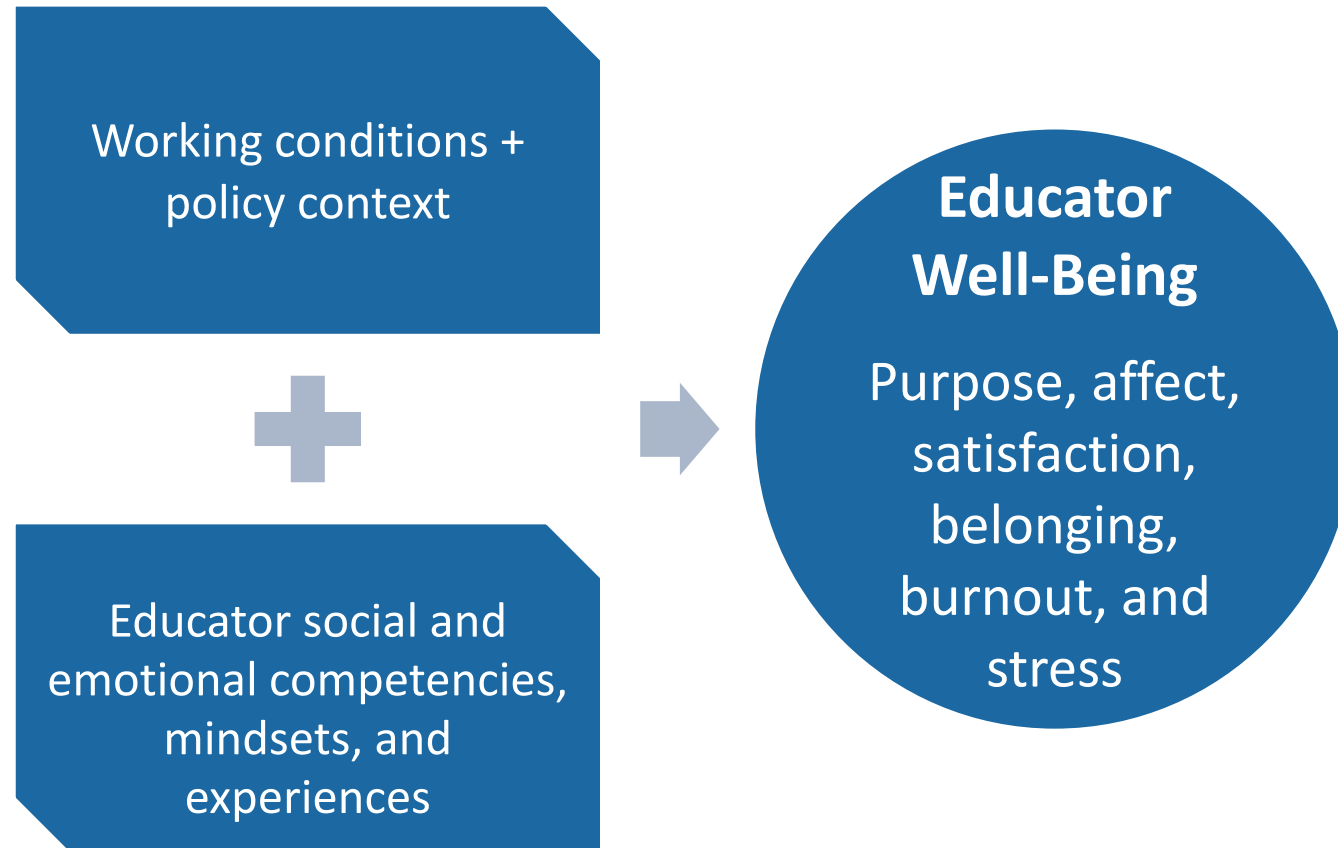 Working conditions +
policy context
Educator social and
emotional competencies,
mindsets, and
experiences
Educator
Well-Being
Purpose, affect,
satisfaction,
belonging,
burnout, and
stress